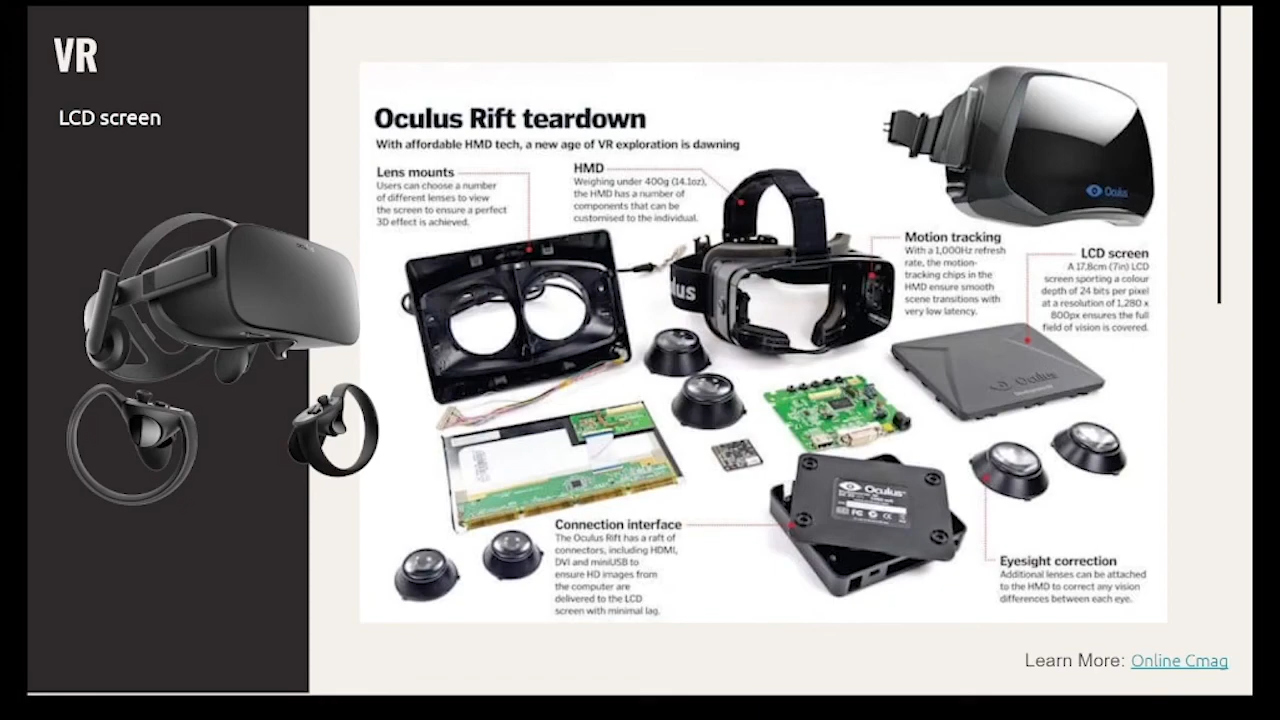 VR
LCD screen
Oculus Rift teardown
With affordable HMD tech, a new age of VR exploration is dawning
Lens mounts
Users can choose a number
of different lenses to view
the screen to ensure a perfect
3D effect is achieved.
HMD
Weighing under 400g (14.1oz),
the HMD has a number of
components that can be
customised to the individual.
Oculus
Motion tracking
With a 1,000Hz refresh
rate, the motion-
tracking chips in the
HMD ensure smooth
scene transitions with
very low latency.
LCD screen
A 17.8cm (7in) LCD
screen sporting a colour
depth of 24 bits per pixel
at a resolution of 1,280 x
800px ensures the full
field of vision is covered.
lus
Oculus
Oculus
FC CE
Connection interface
The Oculus Rift has a raft of
connectors, including HDMI,
DVI and miniUSB to
ensure HD images from
the computer are
delivered to the LCD
screen with minimal lag.
Eyesight correction
Additional lenses can be attached
to the HMD to correct any vision
differences between each eye.
Learn More: Online Cmag